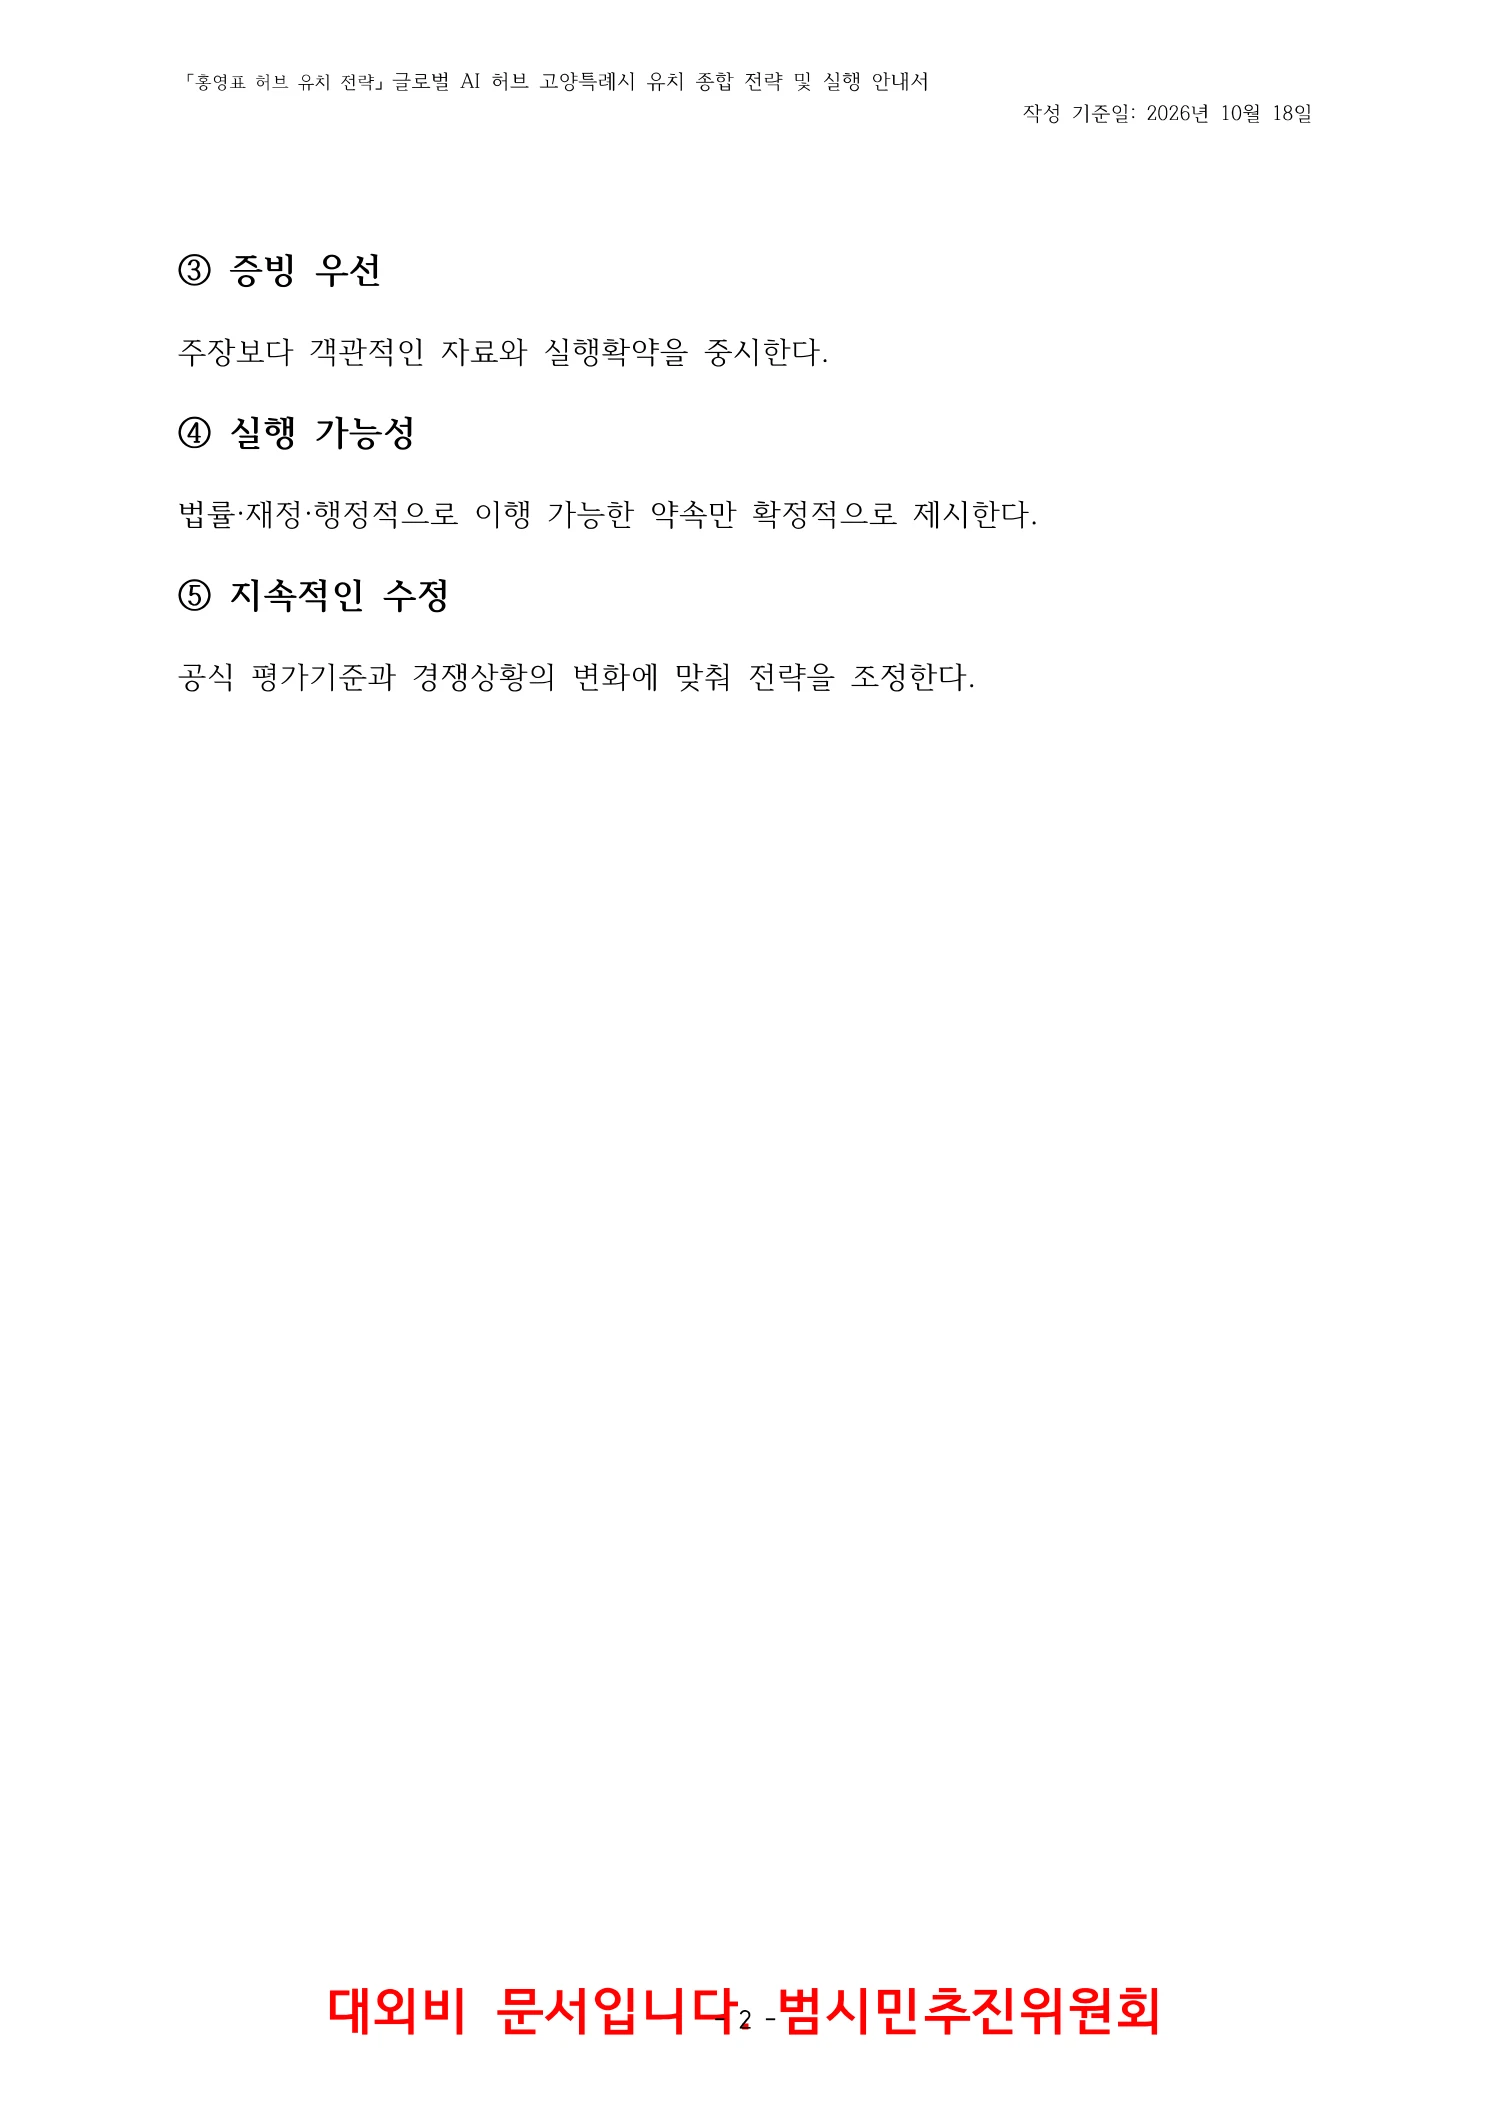 「홍영표 허브 유치 전략」글로벌 AI 허브 고양특례시 유치 종합 전략 및 실행 안내서
작성 기준일: 2026년 10월 18일
③ 증빙 우선
주장보다 객관적인 자료와 실행확약을 중시한다.
④ 실행 가능성
법률·재정·행정적으로 이행 가능한 약속만 확정적으로 제시한다.
⑤ 지속적인 수정
공식 평가기준과 경쟁상황의 변화에 맞춰 전략을 조정한다.
대외비 문서입니다. 범시민추진위원회
- 2 -